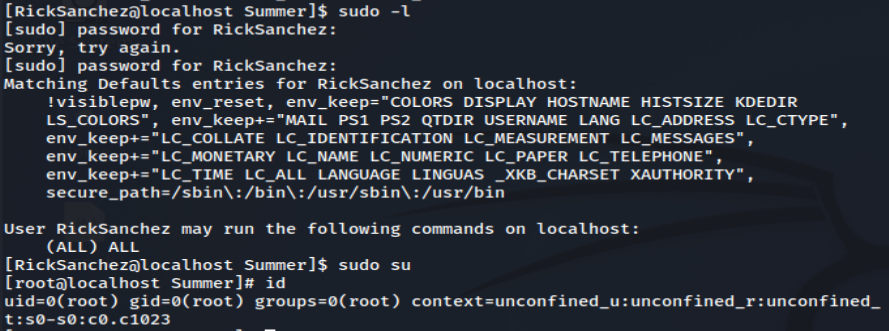 [RickSanchez@localhost Summer]$ sudo -l
[sudo] password for RickSanchez:
Sorry, try again.
[sudo] password for RickSanchez:
Matching Defaults entries for RickSanchez on localhost:
    !visiblepw, env_reset, env_keep="COLORS DISPLAY HOSTNAME HISTSIZE KDEDIR
    LS_COLORS", env_keep+="MAIL PS1 PS2 QTDIR USERNAME LANG LC_ADDRESS LC_CTYPE",
    env_keep+="LC_COLLATE LC_IDENTIFICATION LC_MEASUREMENT LC_MESSAGES",
    env_keep+="LC_MONETARY LC_NAME LC_NUMERIC LC_PAPER LC_TELEPHONE",
    env_keep+="LC_TIME LC_ALL LANGUAGE LINGUAS _XKB_CHARSET XAUTHORITY",
    secure_path=/sbin\:/bin\:/usr/sbin\:/usr/bin

User RickSanchez may run the following commands on localhost:
    (ALL) ALL
[RickSanchez@localhost Summer]$ sudo su
[root@localhost Summer]# id
uid=0(root) gid=0(root) groups=0(root) context=unconfined_u:unconfined_r:unconfined_
t:s0-s0:c0.c1023